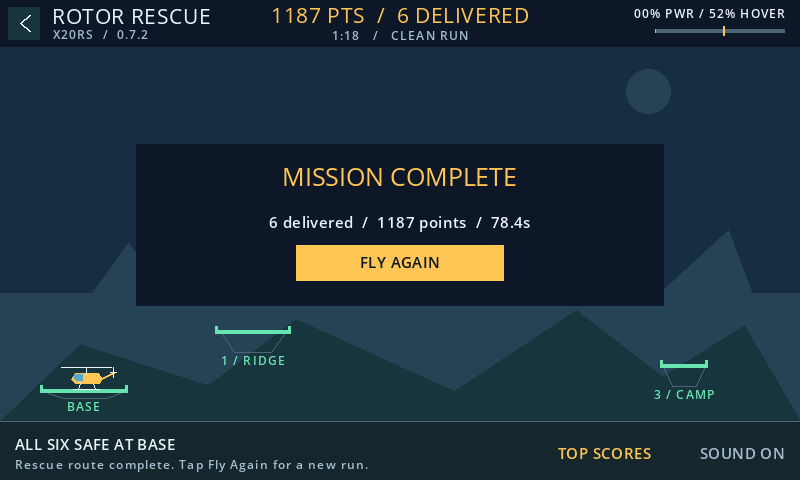 ROTOR RESCUE
X20RS / 0.7.2
1187 PTS / 6 DELIVERED
1:18 / CLEAN RUN
00% PWR / 52% HOVER
MISSION COMPLETE
6 delivered / 1187 points / 78.4s
FLY AGAIN
1 / RIDGE
3 / CAMP
BASE
ALL SIX SAFE AT BASE
Rescue route complete. Tap Fly Again for a new run.
TOP SCORES
SOUND ON